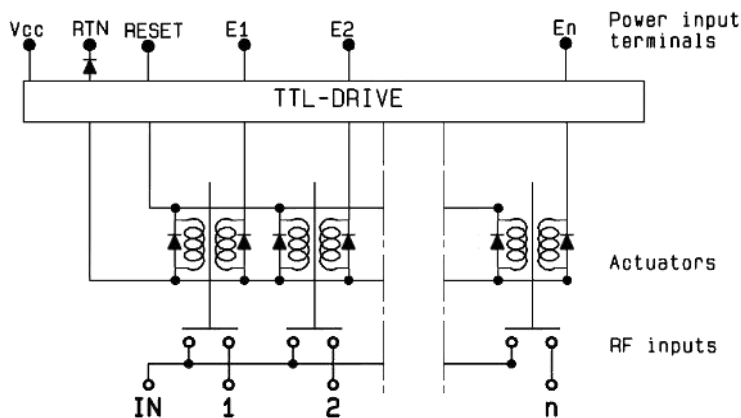 Vcc RTN RESET E1 E2 En
Power input
terminals
TTL-DRIVE
Actuators
RF inputs
IN 1 2 n